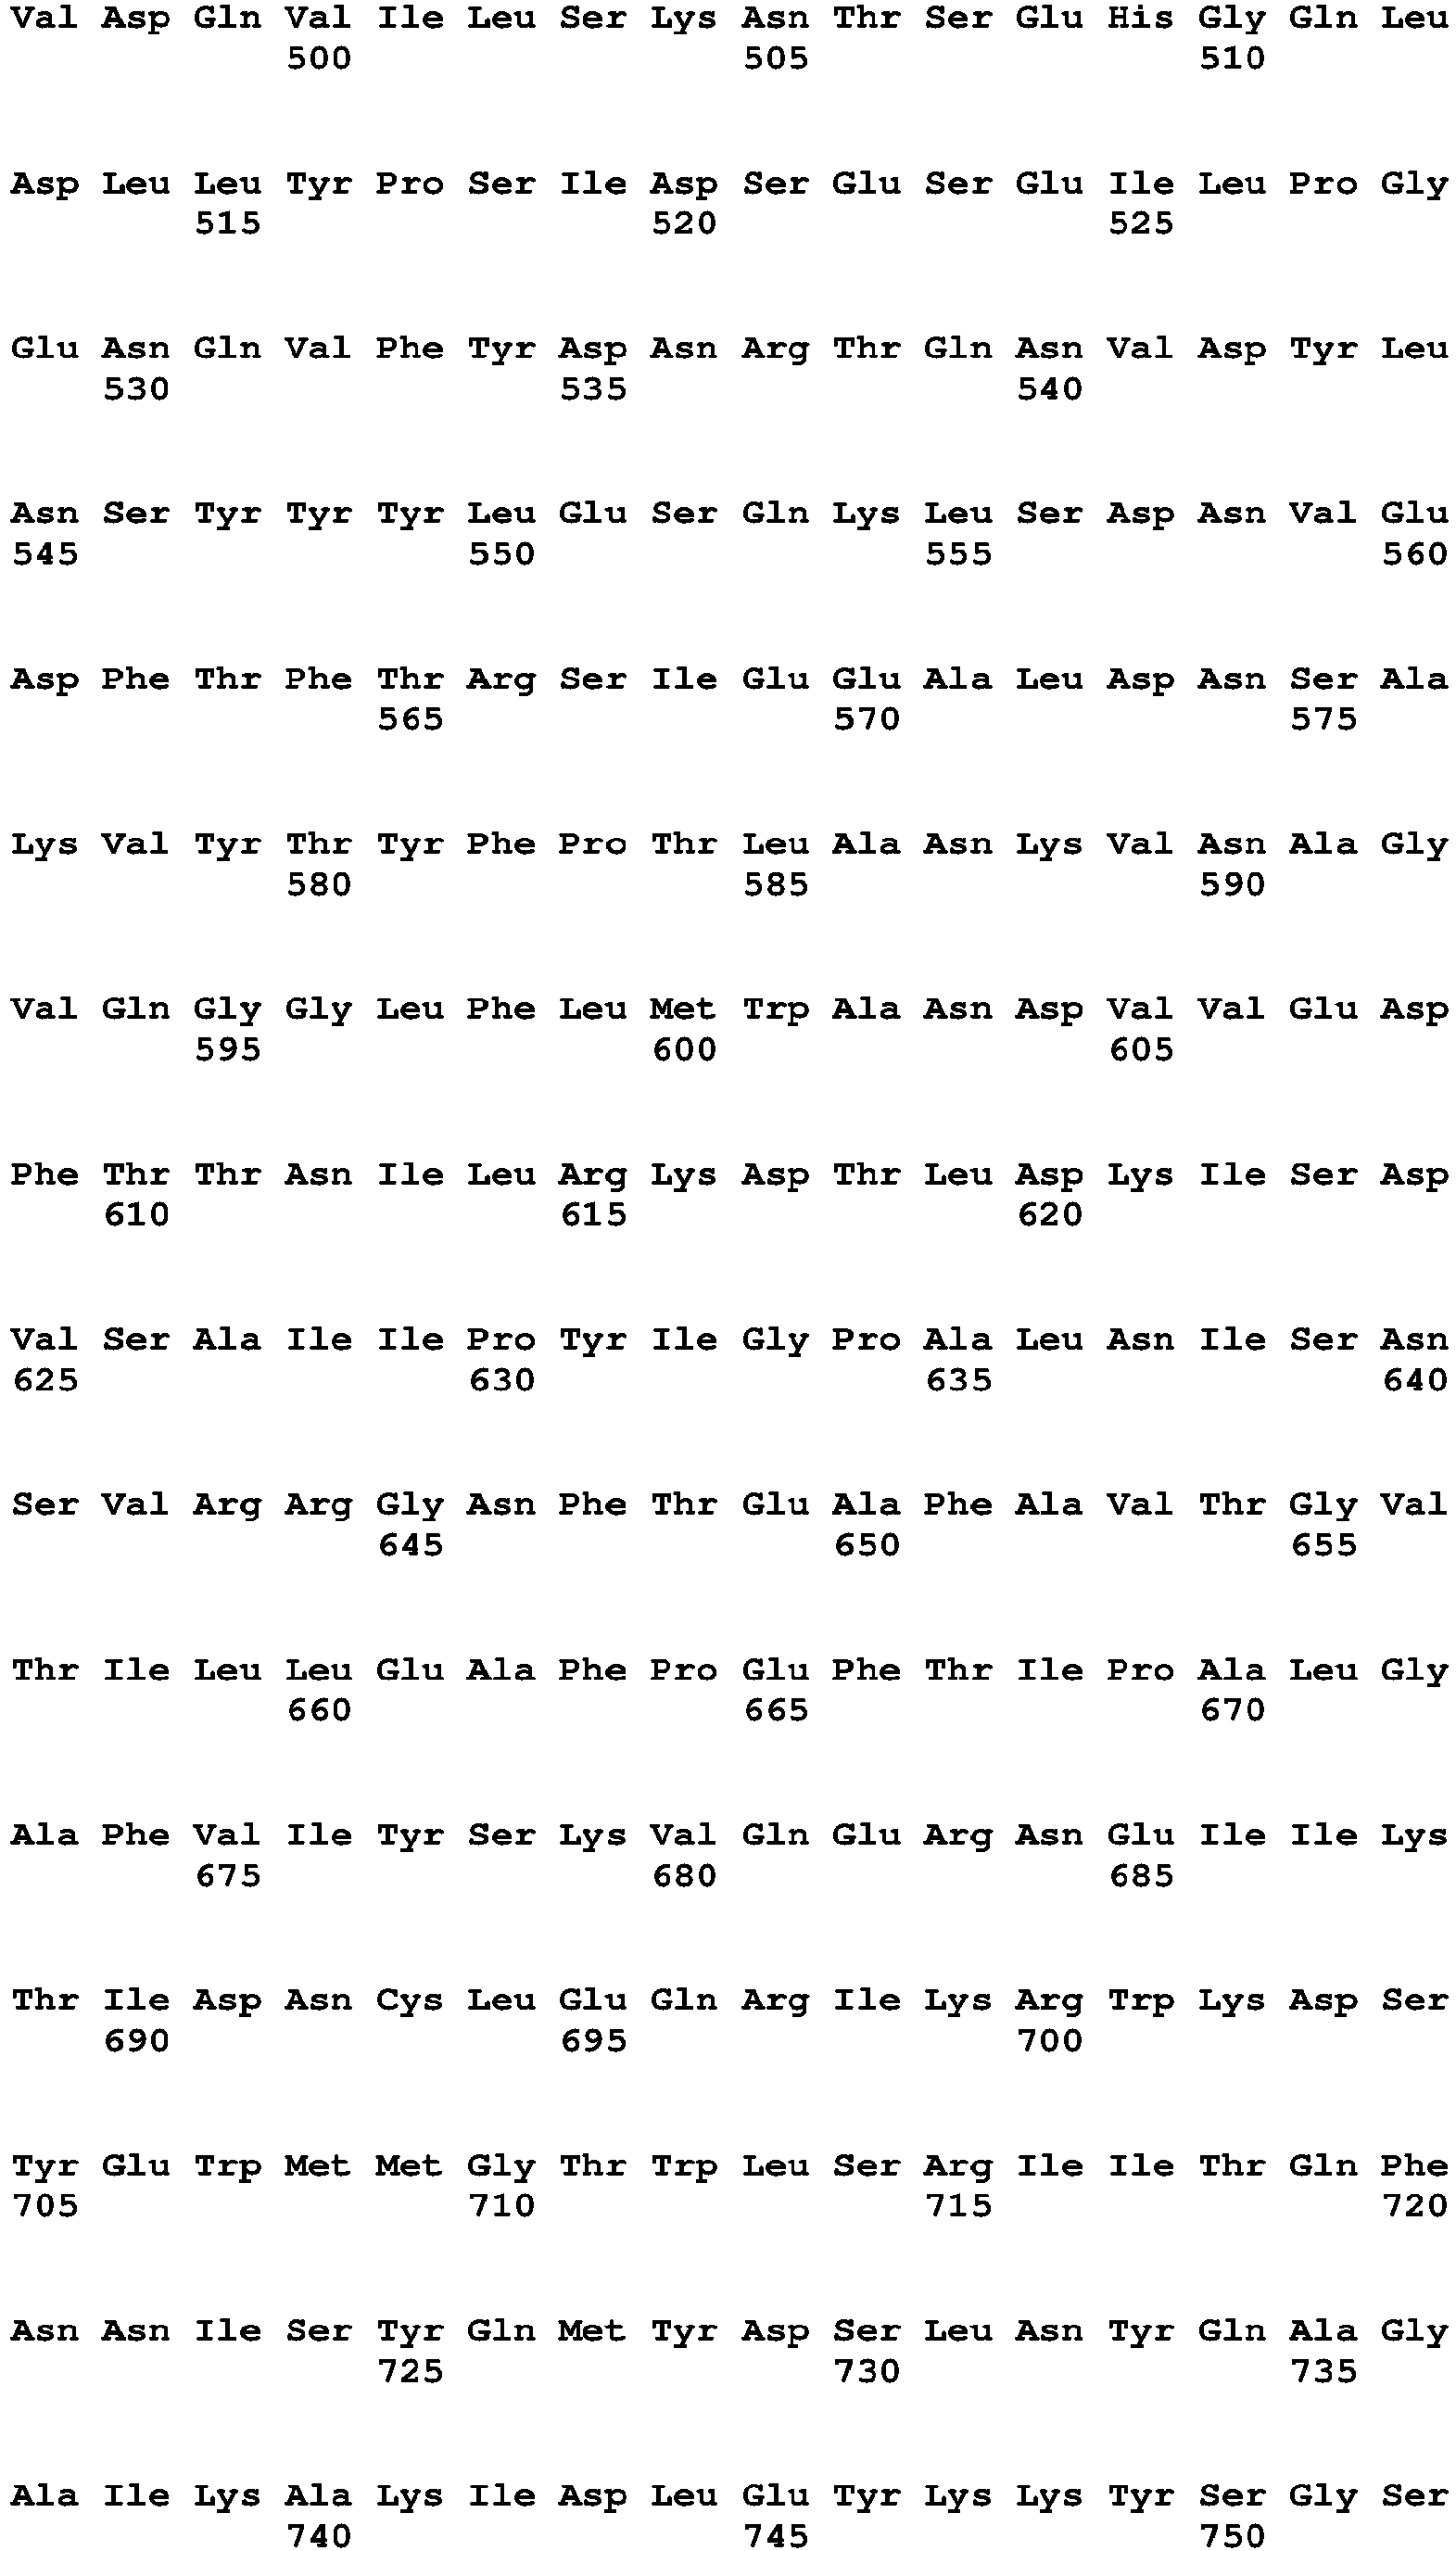 Val Asp Gln Val Ile Leu Ser Lys Asn Thr Ser Glu His Gly Gln Leu
500 505 510
Asp Leu Leu Tyr Pro Ser Ile Asp Ser Glu Ser Glu Ile Leu Pro Gly
515 520 525
Glu Asn Gln Val Phe Tyr Asp Asn Arg Thr Gln Asn Val Asp Tyr Leu
530 535 540
Asn Ser Tyr Tyr Tyr Leu Glu Ser Gln Lys Leu Ser Asp Asn Val Glu
545 550 555 560
Asp Phe Thr Phe Thr Arg Ser Ile Glu Glu Ala Leu Asp Asn Ser Ala
565 570 575
Lys Val Tyr Thr Tyr Phe Pro Thr Leu Ala Asn Lys Val Asn Ala Gly
580 585 590
Val Gln Gly Gly Leu Phe Leu Met Trp Ala Asn Asp Val Val Glu Asp
595 600 605
Phe Thr Thr Asn Ile Leu Arg Lys Asp Thr Leu Asp Lys Ile Ser Asp
610 615 620
Val Ser Ala Ile Ile Pro Tyr Ile Gly Pro Ala Leu Asn Ile Ser Asn
625 630 635 640
Ser Val Arg Arg Gly Asn Phe Thr Glu Ala Phe Ala Val Thr Gly Val
645 650 655
Thr Ile Leu Leu Glu Ala Phe Pro Glu Phe Thr Ile Pro Ala Leu Gly
660 665 670
Ala Phe Val Ile Tyr Ser Lys Val Gln Glu Arg Asn Glu Ile Ile Lys
675 680 685
Thr Ile Asp Asn Cys Leu Glu Gln Arg Ile Lys Arg Trp Lys Asp Ser
690 695 700
Tyr Glu Trp Met Met Gly Thr Trp Leu Ser Arg Ile Ile Thr Gln Phe
705 710 715 720
Asn Asn Ile Ser Tyr Gln Met Tyr Asp Ser Leu Asn Tyr Gln Ala Gly
725 730 735
Ala Ile Lys Ala Lys Ile Asp Leu Glu Tyr Lys Lys Tyr Ser Gly Ser
740 745 750